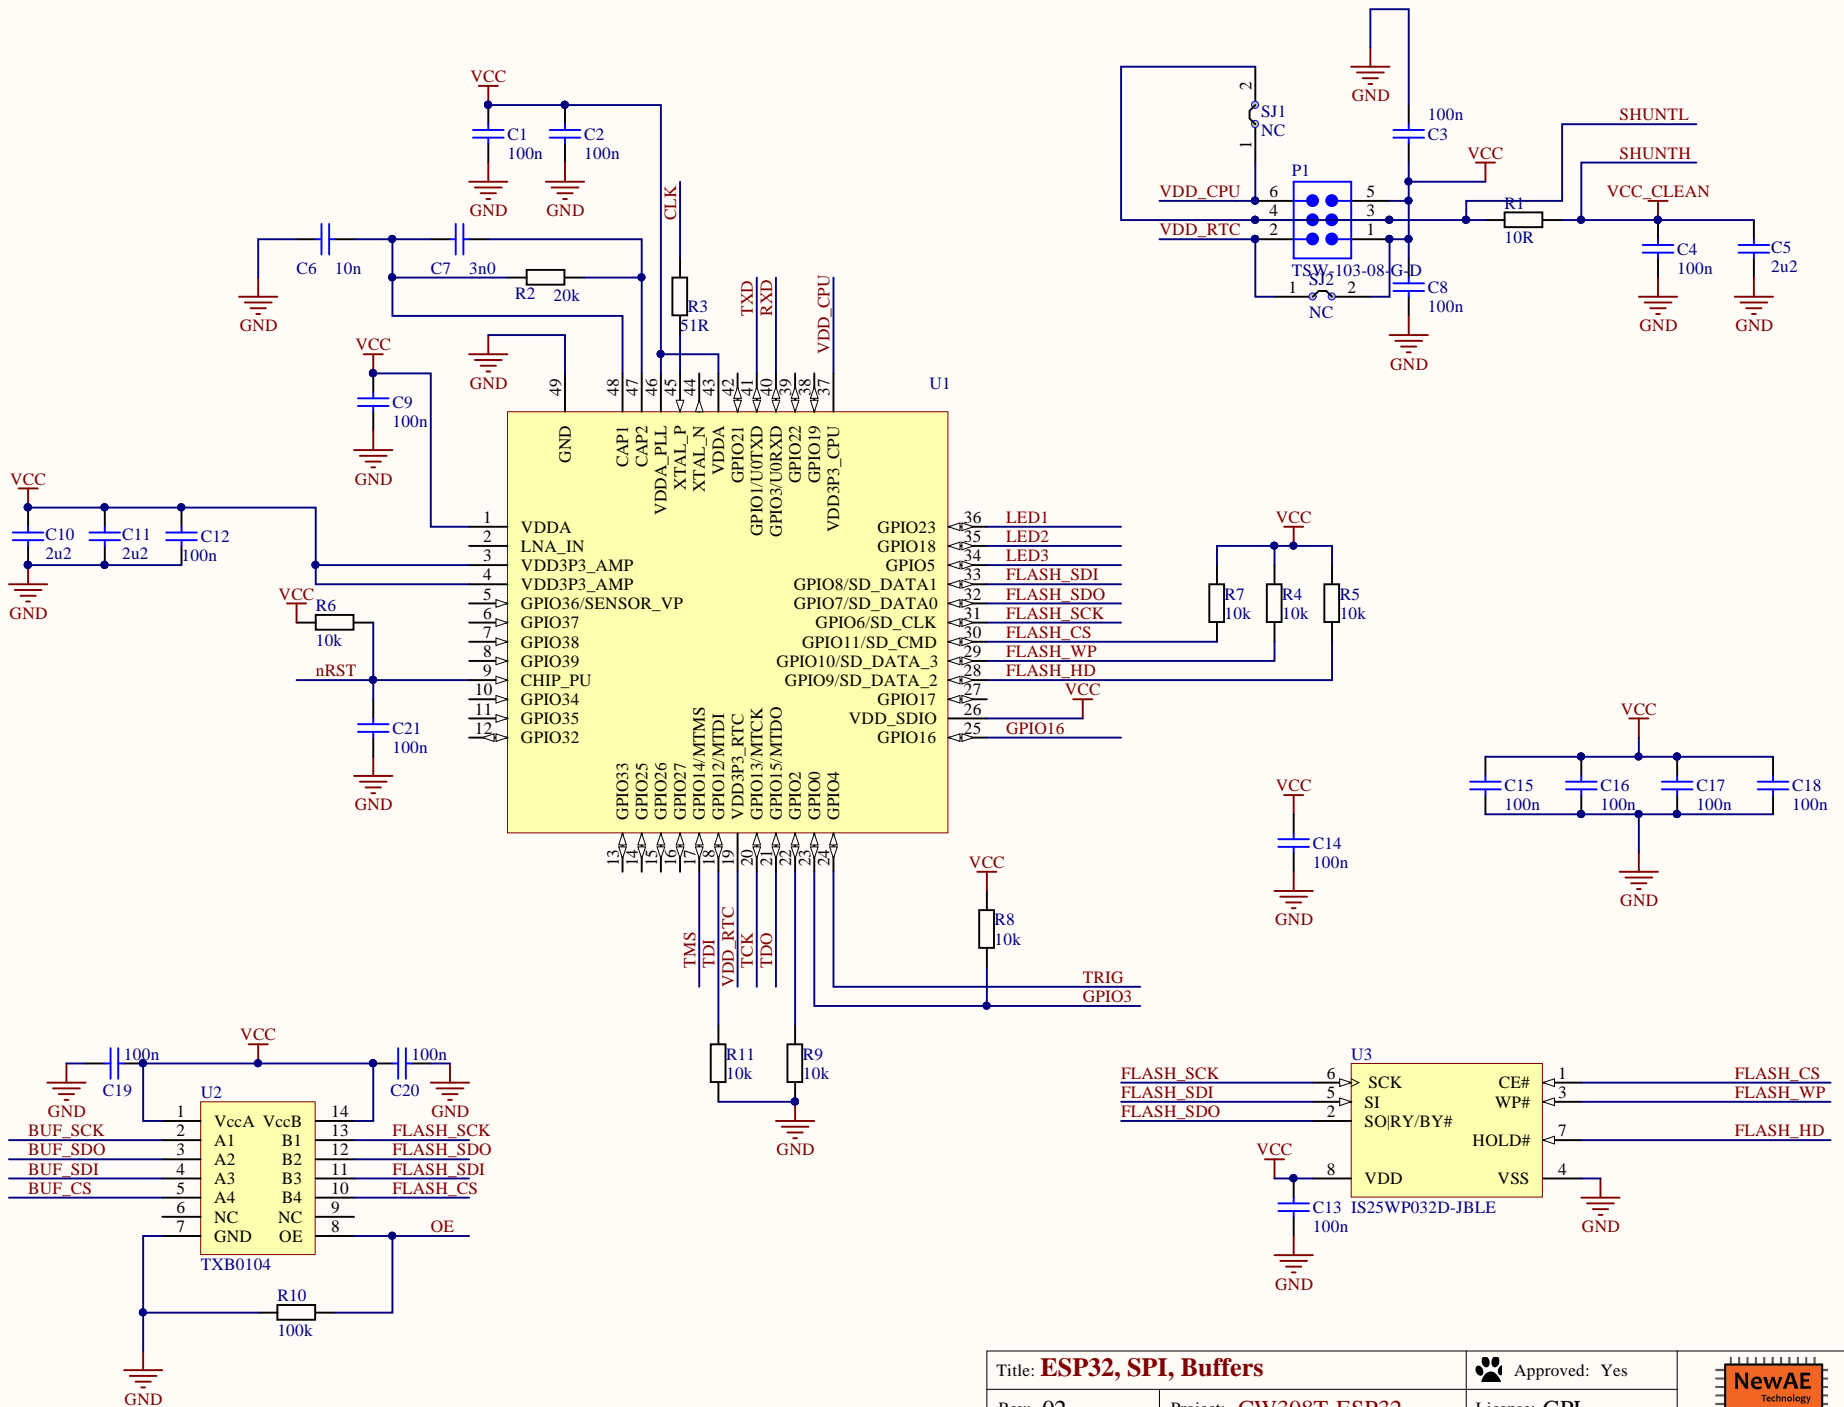 VCC
C1
100n
GND
C2
100n
GND
CLK
C6
10n
GND
C7
3n0
R2
20k
R3
51R
TXD
RXD
VDD_CPU
GND
VCC
C9
100n
GND
GND
SJ1
NC
2
1
100n
C3
VCC
SHUNTL
SHUNTH
VCC_CLEAN
P1
VDD_CPU
6
5
4
3
VDD_RTC
2
1
TSW-103-08-G-D
R1
10R
SJ2
1
2
NC
C8
100n
GND
C4
100n
GND
C5
2u2
GND
U1
49
48
47
46
45
44
43
42
41
40
39
38
37
GND
CAP1
CAP2
VDDA_PLL
XTAL_P
XTAL_N
VDDA
GPIO21
GPIO1/U0TXD
GPIO3/U0RXD
GPIO22
GPIO19
VDD3P3_CPU
VCC
C10
2u2
C11
2u2
C12
100n
GND
1 VDDA
2 LNA_IN
3 VDD3P3_AMP
4 VDD3P3_AMP
5 GPIO36/SENSOR_VP
6 GPIO37
7 GPIO38
8 GPIO39
9 CHIP_PU
10 GPIO34
11 GPIO35
12 GPIO32
VCC
R6
10k
nRST
C21
100n
GND
GPIO23 36 LED1
GPIO18 35 LED2
GPIO5 34 LED3
GPIO8/SD_DATA1 33 FLASH_SDI
GPIO7/SD_DATA0 32 FLASH_SDO
GPIO6/SD_CLK 31 FLASH_SCK
GPIO11/SD_CMD 30 FLASH_CS
GPIO10/SD_DATA_3 29 FLASH_WP
GPIO9/SD_DATA_2 28 FLASH_HD
GPIO17 27
VCC
VDD_SDIO 26
GPIO16 25 GPIO16
VCC
R7
10k
R4
10k
R5
10k
GPIO33
GPIO25
GPIO26
GPIO27
GPIO14/MTMS
GPIO12/MTDI
VDD3P3_RTC
GPIO13/MTCK
GPIO15/MTDO
GPIO2
GPIO0
GPIO4
13
14
15
16
17
18
19
20
21
22
23
24
TMS
TDI
VDD_RTC
TCK
TDO
VCC
R8
10k
TRIG
GPIO3
R11
10k
R9
10k
GND
VCC
C14
100n
GND
VCC
C15
100n
C16
100n
C17
100n
C18
100n
GND
VCC
100n
C19
GND
100n
C20
GND
U2
1 VccA VccB 14
BUF_SCK 2 A1 B1 13 FLASH_SCK
BUF_SDO 3 A2 B2 12 FLASH_SDO
BUF_SDI 4 A3 B3 11 FLASH_SDI
BUF_CS 5 A4 B4 10 FLASH_CS
6 NC NC 9
7 GND OE 8 OE
TXB0104
R10
100k
GND
U3
FLASH_SCK 6 SCK CE# 1 FLASH_CS
FLASH_SDI 5 SI WP# 3 FLASH_WP
FLASH_SDO 2 SO|RY/BY#
HOLD# 7 FLASH_HD
VCC
8 VDD VSS 4
IS25WP032D-JBLE
C13
100n
GND
GND
Title: ESP32, SPI, Buffers
Approved: Yes
NewAE
Technology
Rev: 02
Project: CW308T-ESP32
License: GPL